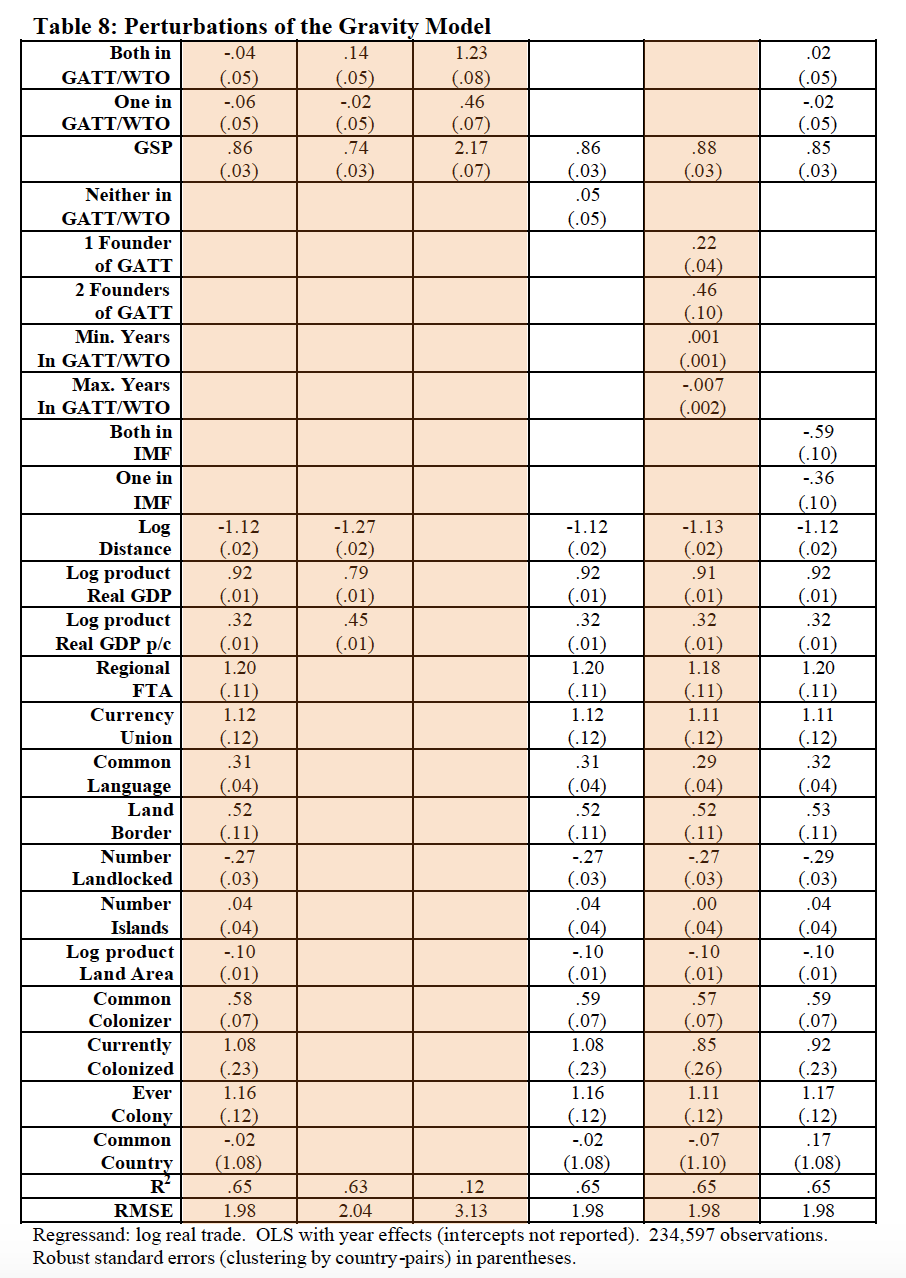 Table 8: Perturbations of the Gravity Model
Both in -.04 .14 1.23 .02
GATT/WTO (.05) (.05) (.08) (.05)
One in -.06 -.02 .46 -.02
GATT/WTO (.05) (.05) (.07) (.05)
GSP .86 .74 2.17 .86 .88 .85
(.03) (.03) (.07) (.03) (.03) (.03)
Neither in .05
GATT/WTO (.05)
1 Founder .22
of GATT (.04)
2 Founders .46
of GATT (.10)
Min. Years .001
In GATT/WTO (.001)
Max. Years -.007
In GATT/WTO (.002)
Both in -.59
IMF (.10)
One in -.36
IMF (.10)
Log -1.12 -1.27 -1.12 -1.13 -1.12
Distance (.02) (.02) (.02) (.02) (.02)
Log product .92 .79 .92 .91 .92
Real GDP (.01) (.01) (.01) (.01) (.01)
Log product .32 .45 .32 .32 .32
Real GDP p/c (.01) (.01) (.01) (.01) (.01)
Regional 1.20 1.20 1.18 1.20
FTA (.11) (.11) (.11) (.11)
Currency 1.12 1.12 1.11 1.11
Union (.12) (.12) (.12) (.12)
Common .31 .31 .29 .32
Language (.04) (.04) (.04) (.04)
Land .52 .52 .52 .53
Border (.11) (.11) (.11) (.11)
Number -.27 -.27 -.27 -.29
Landlocked (.03) (.03) (.03) (.03)
Number .04 .04 .00 .04
Islands (.04) (.04) (.04) (.04)
Log product -.10 -.10 -.10 -.10
Land Area (.01) (.01) (.01) (.01)
Common .58 .59 .57 .59
Colonizer (.07) (.07) (.07) (.07)
Currently 1.08 1.08 .85 .92
Colonized (.23) (.23) (.26) (.23)
Ever 1.16 1.16 1.11 1.17
Colony (.12) (.12) (.12) (.12)
Common -.02 -.02 -.07 .17
Country (1.08) (1.08) (1.10) (1.08)
R² .65 .63 .12 .65 .65 .65
RMSE 1.98 2.04 3.13 1.98 1.98 1.98
Regressand: log real trade. OLS with year effects (intercepts not reported). 234,597 observations.
Robust standard errors (clustering by country-pairs) in parentheses.